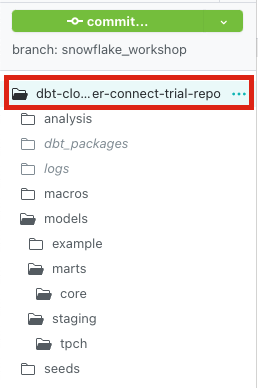 commit...
branch: snowflake_workshop
dbt-clo...er-connect-trial-repo ...
analysis
dbt_packages
logs
macros
models
example
marts
core
staging
tpch
seeds